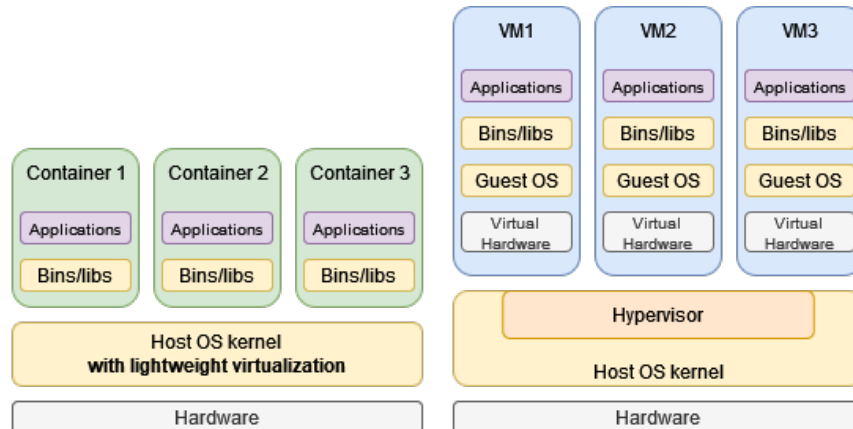 Container 1
Applications
Bins/libs
Container 2
Applications
Bins/libs
Container 3
Applications
Bins/libs
Host OS kernel
with lightweight virtualization
Hardware
VM1
Applications
Bins/libs
Guest OS
Virtual
Hardware
VM2
Applications
Bins/libs
Guest OS
Virtual
Hardware
VM3
Applications
Bins/libs
Guest OS
Virtual
Hardware
Hypervisor
Host OS kernel
Hardware